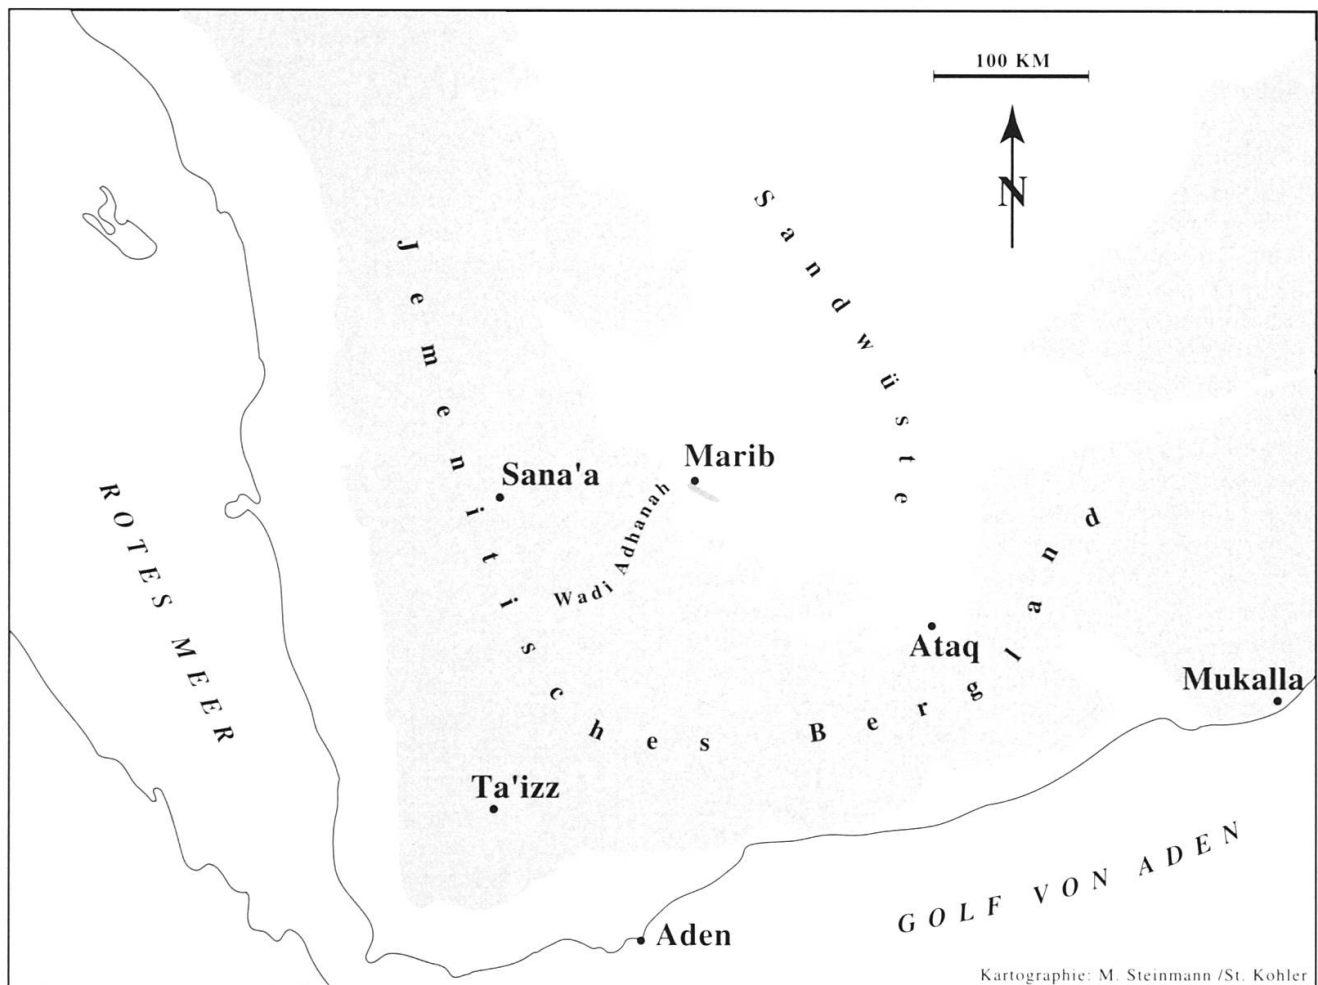 100 KM
N
Sandwüste
Jemenitisches Bergland
Marib
Sana'a
Wadi Adhanah
ROTES MEER
Ataq
Mukalla
Ta'izz
GOLF VON ADEN
Aden
Kartographie: M. Steinmann /St. Kohler